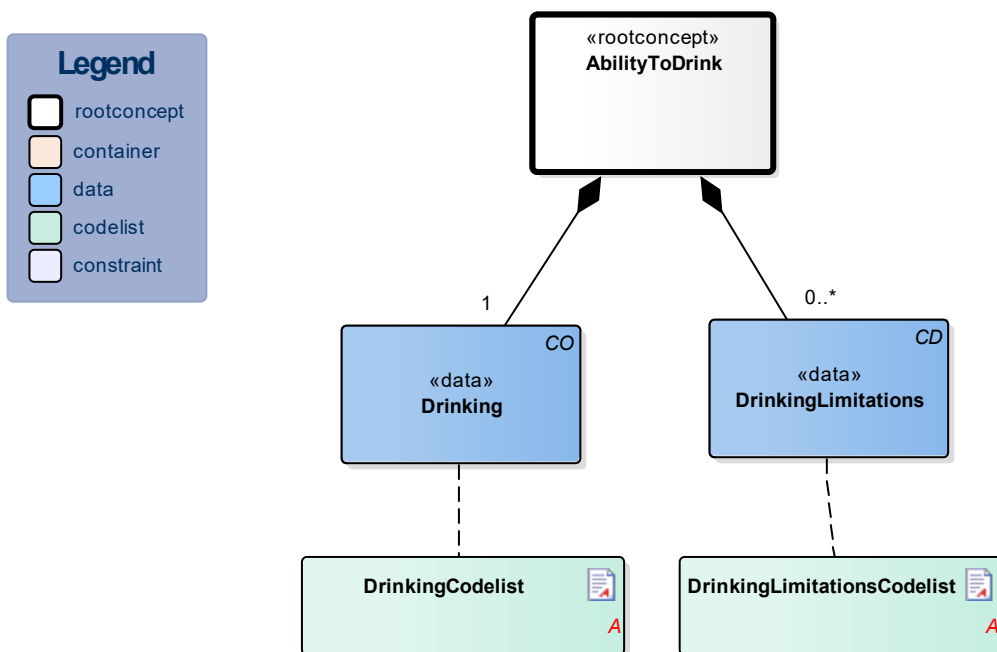 Legend
rootconcept
container
data
codelist
constraint
«rootconcept»
AbilityToDrink
1
0..*
CO
«data»
Drinking
CD
«data»
DrinkingLimitations
DrinkingCodelist
A
DrinkingLimitationsCodelist
A